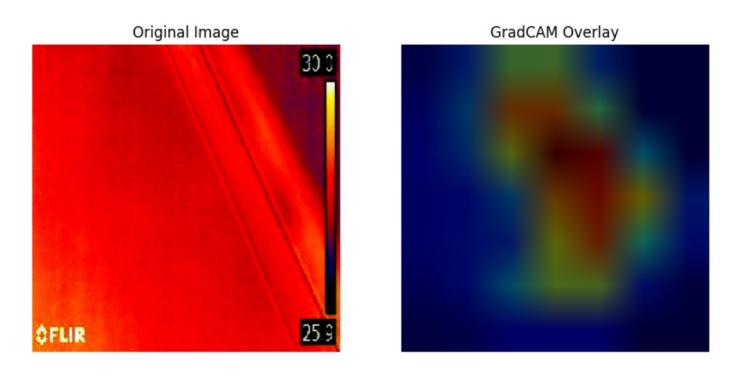 Original Image
GradCAM Overlay
30.0
FLIR
25.9